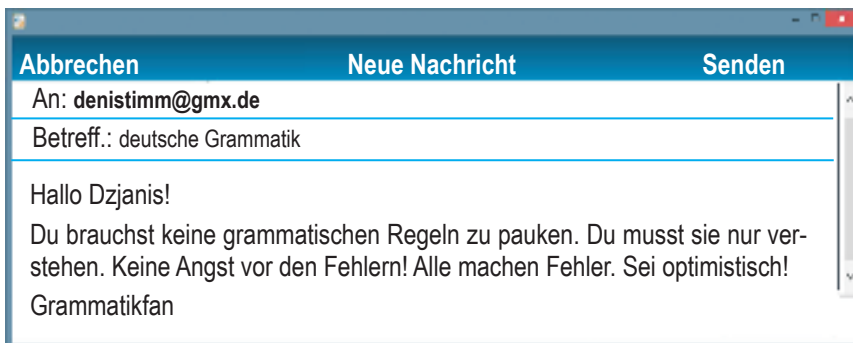 Abbrechen Neue Nachricht Senden
An: denistimm@gmx.de
Betreff.: deutsche Grammatik
Hallo Dzjanis!
Du brauchst keine grammatischen Regeln zu pauken. Du musst sie nur ver-
stehen. Keine Angst vor den Fehlern! Alle machen Fehler. Sei optimistisch!
Grammatikfan